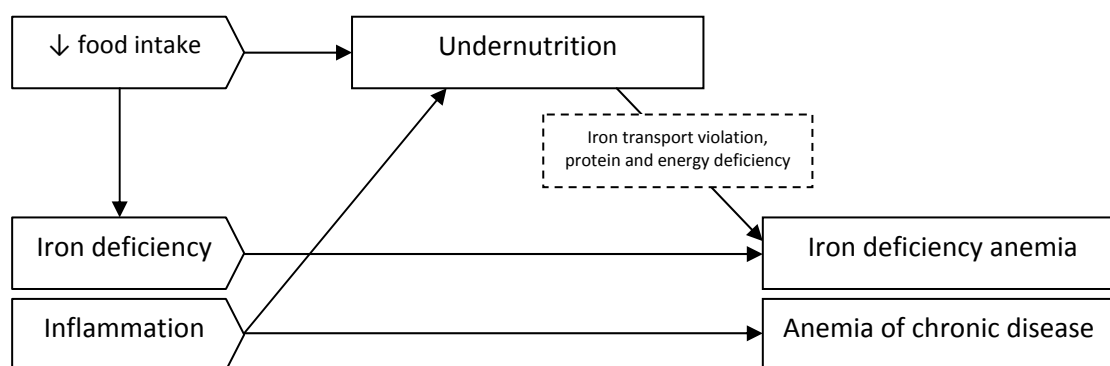 ↓ food intake
Undernutrition
Iron transport violation,
protein and energy deficiency
Iron deficiency
Iron deficiency anemia
Inflammation
Anemia of chronic disease